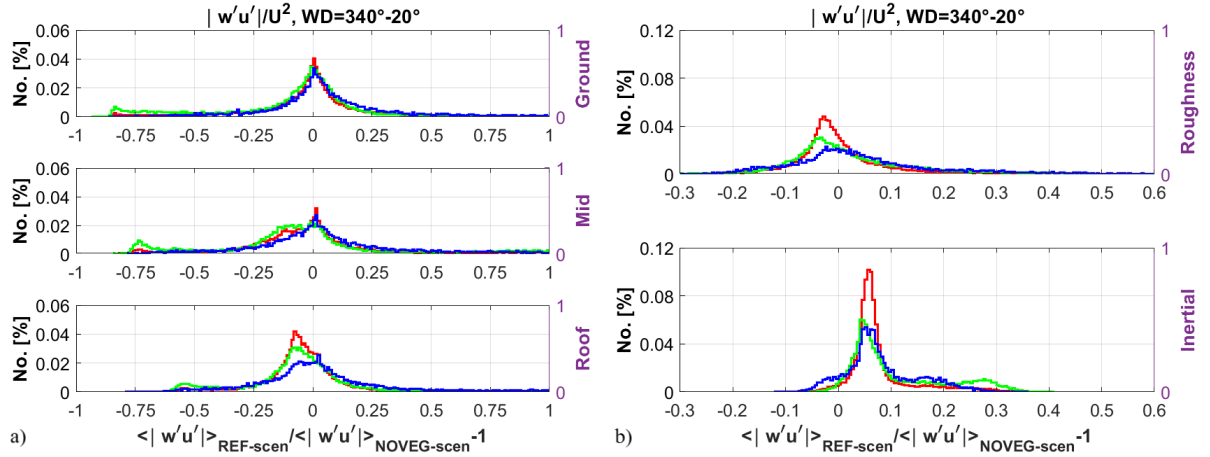 | w'u'|/U², WD=340°-20°
0.06
0.04
0.02
0
No. [%]
1
0
Ground
-1 -0.75 -0.5 -0.25 0 0.25 0.5 0.75 1
0.06
0.04
0.02
0
No. [%]
1
0
Mid
-1 -0.75 -0.5 -0.25 0 0.25 0.5 0.75 1
0.06
0.04
0.02
0
No. [%]
1
0
Roof
-1 -0.75 -0.5 -0.25 0 0.25 0.5 0.75 1
a) <| w'u'|>REF-scen/<| w'u'|>NOVEG-scen-1
| w'u'|/U², WD=340°-20°
0.12
0.08
0.04
0
No. [%]
1
0
Roughness
-0.3 -0.2 -0.1 0 0.1 0.2 0.3 0.4 0.5 0.6
0.12
0.08
0.04
0
No. [%]
1
0
Inertial
-0.3 -0.2 -0.1 0 0.1 0.2 0.3 0.4 0.5 0.6
b) <| w'u'|>REF-scen/<| w'u'|>NOVEG-scen-1